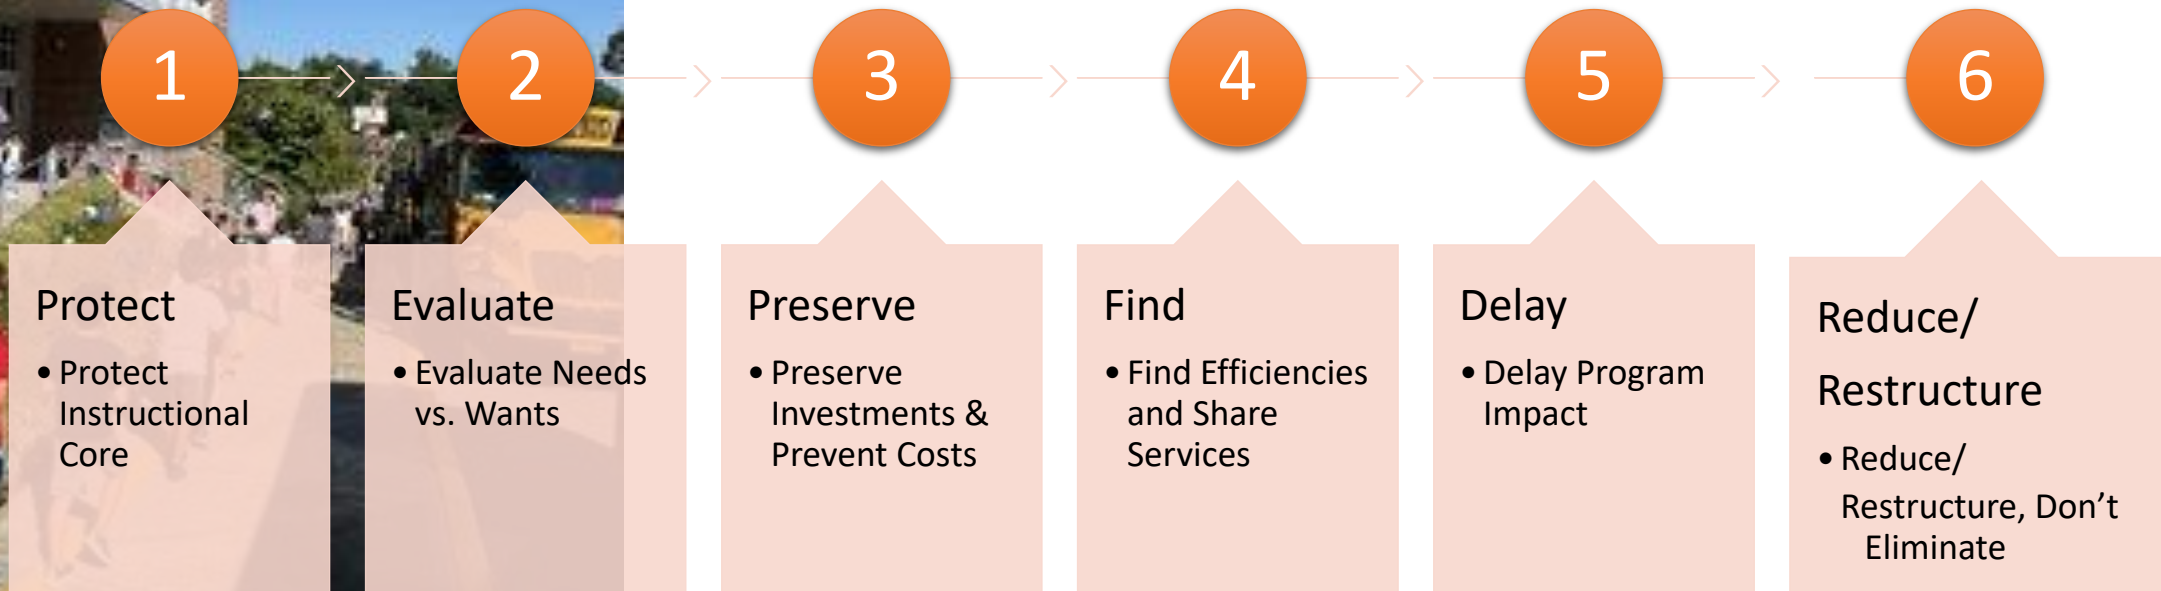 1
2
3
4
5
6
Protect
• Protect
Instructional
Core
Evaluate
• Evaluate Needs
vs. Wants
Preserve
• Preserve
Investments &
Prevent Costs
Find
• Find Efficiencies
and Share
Services
Delay
• Delay Program
Impact
Reduce/
Restructure
• Reduce/
Restructure, Don’t
Eliminate